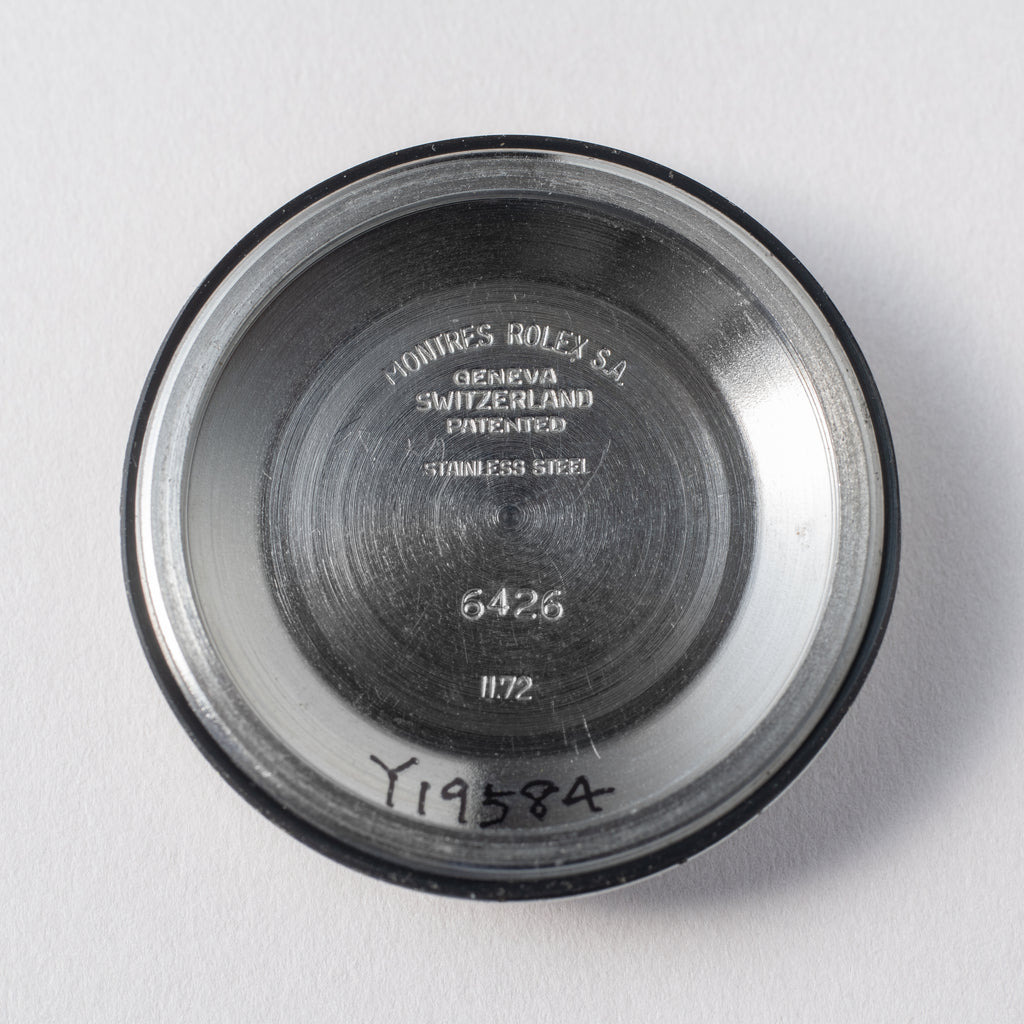 MONTRES ROLEX S.A.
GENEVA
SWITZERLAND
PATENTED
STAINLESS STEEL
6426
II.72
Y19584